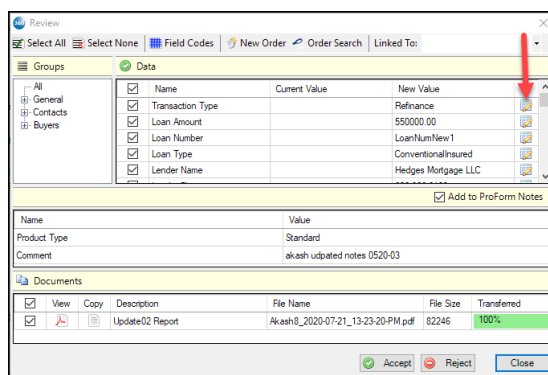 360 Review
Select All Select None Field Codes New Order Order Search Linked To:
Groups
Data
All
General
Contacts
Buyers
Name Current Value New Value
Transaction Type Refinance
Loan Amount 550000.00
Loan Number LoanNumNew1
Loan Type ConventionalInsured
Lender Name Hedges Mortgage LLC
Add to ProForm Notes
Name Value
Product Type Standard
Comment akash udpated notes 0520-03
Documents
View Copy Description File Name File Size Transferred
Update02 Report Akash8_2020-07-21_13-23-20-PM.pdf 82246 100%
Accept Reject Close